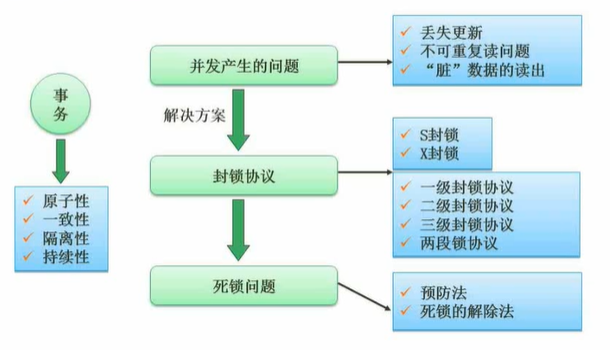 事
务
原子性
一致性
隔离性
持续性
并发产生的问题
丢失更新
不可重复读问题
“脏”数据的读出
解决方案
封锁协议
S封锁
X封锁
一级封锁协议
二级封锁协议
三级封锁协议
两段锁协议
死锁问题
预防法
死锁的解除法